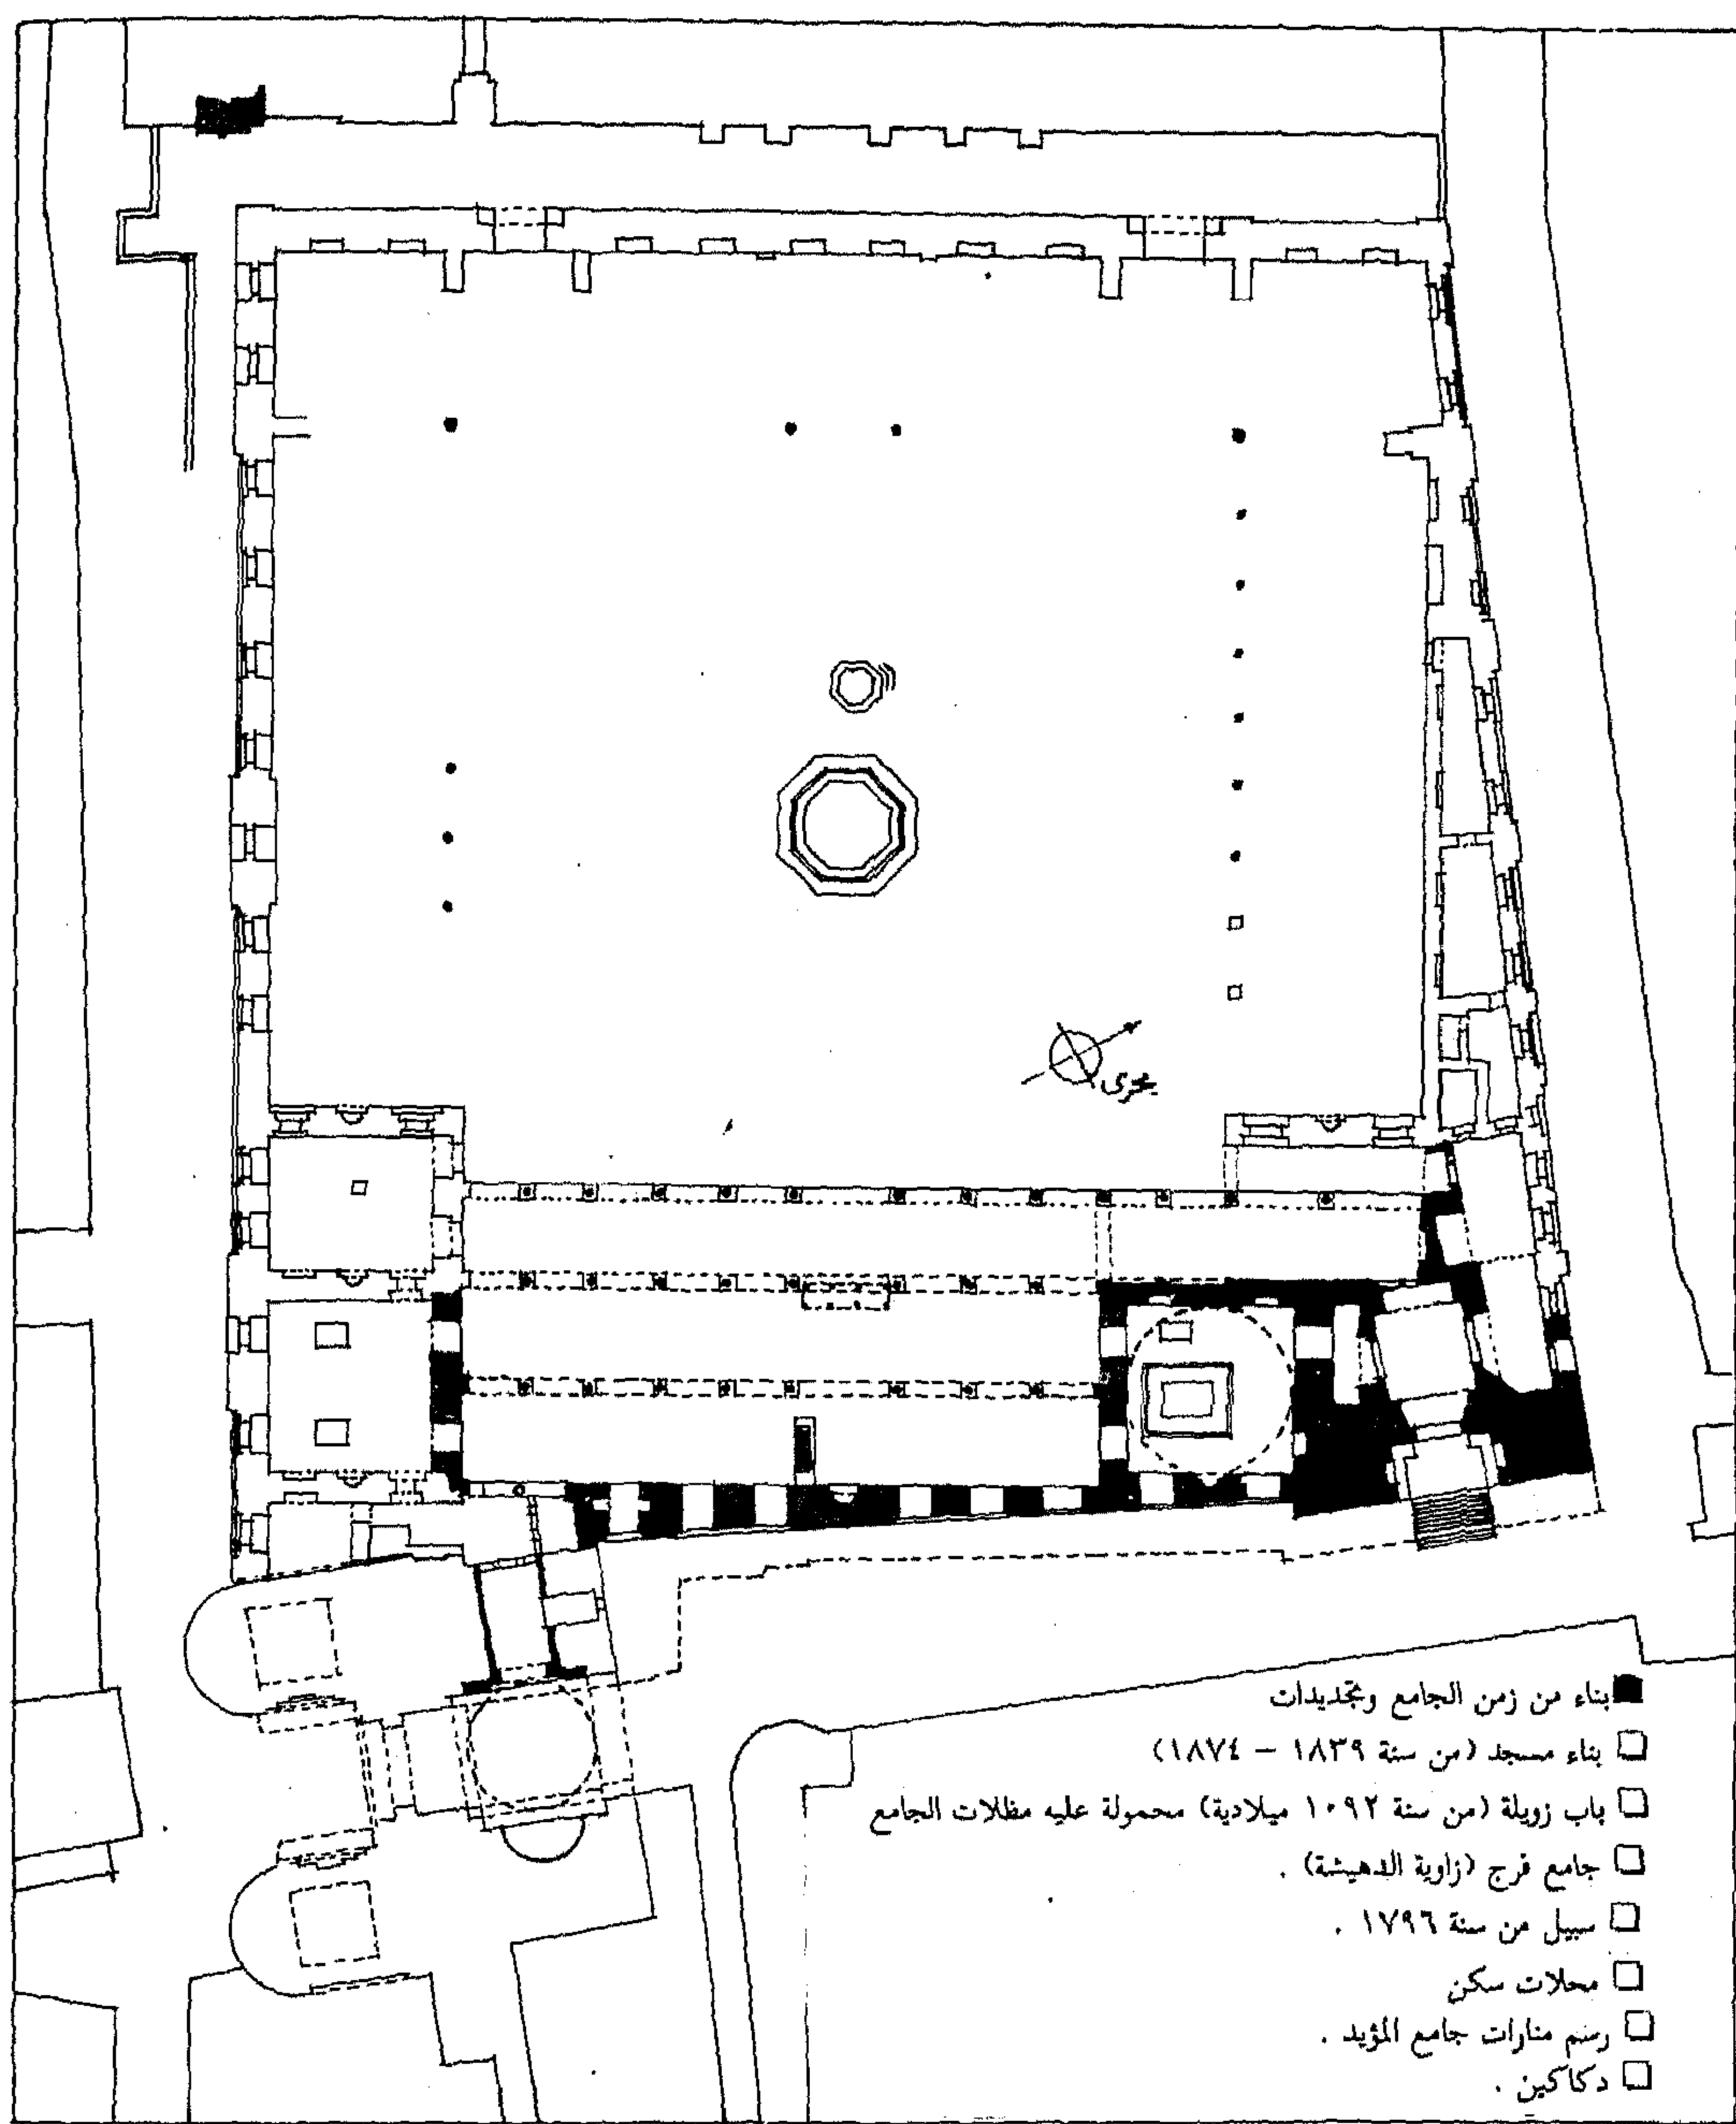 بحرى
بناء من زمن الجامع وتجديدات
بناء مسجد (من سنة ١٨٣٩ – ١٨٧٤)
باب زويلة (من سنة ١٠٩٢ ميلادية) محمولة عليه مظلات الجامع
جامع فرج (زاوية الدهيشة) .
سبيل من سنة ١٧٩٦ .
محلات سكن
رسم منارات جامع المؤيد .
دكاكين .